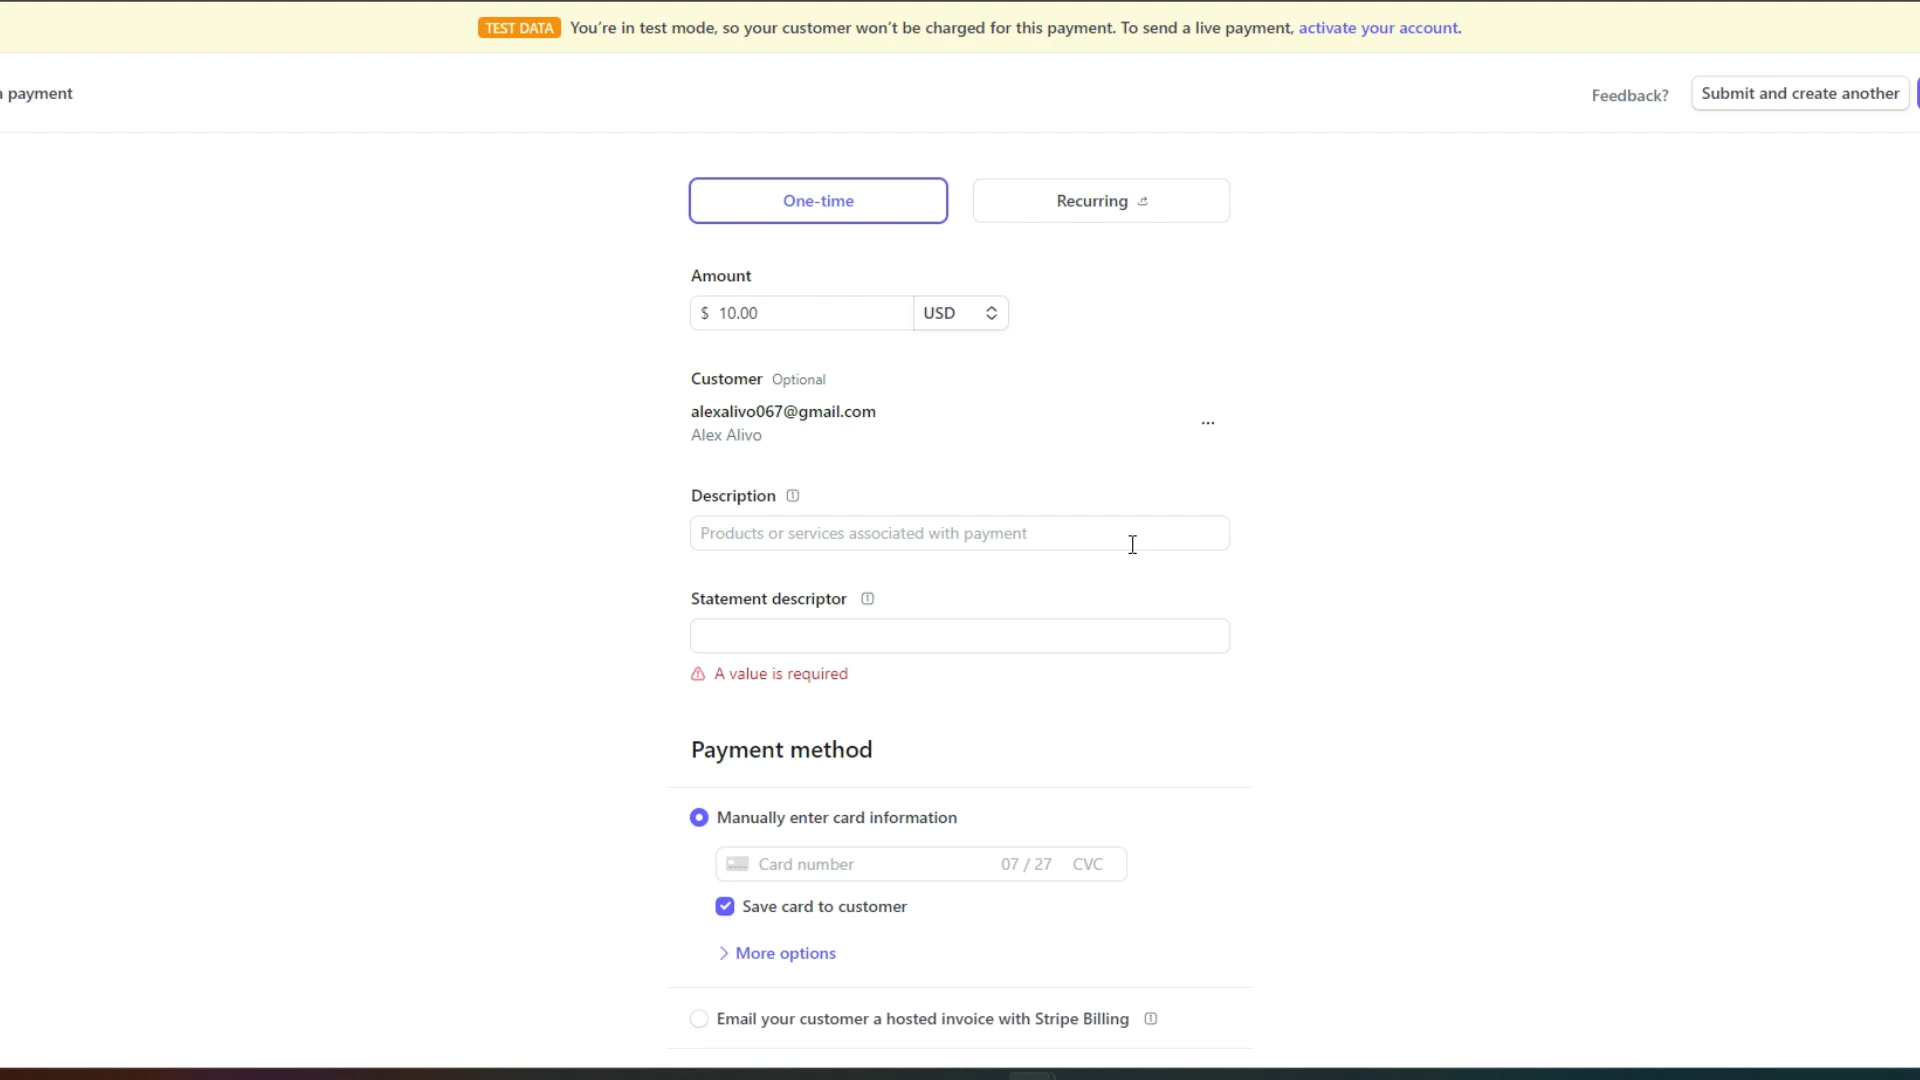 TEST DATA You're in test mode, so your customer won't be charged for this payment. To send a live payment, activate your account.
a payment
Feedback?
Submit and create another
One-time
Recurring
Amount
$ 10.00 USD
Customer Optional
alexalivo067@gmail.com
Alex Alivo
...
Description
Products or services associated with payment
Statement descriptor
A value is required
Payment method
Manually enter card information
Card number 07 / 27 CVC
Save card to customer
More options
Email your customer a hosted invoice with Stripe Billing